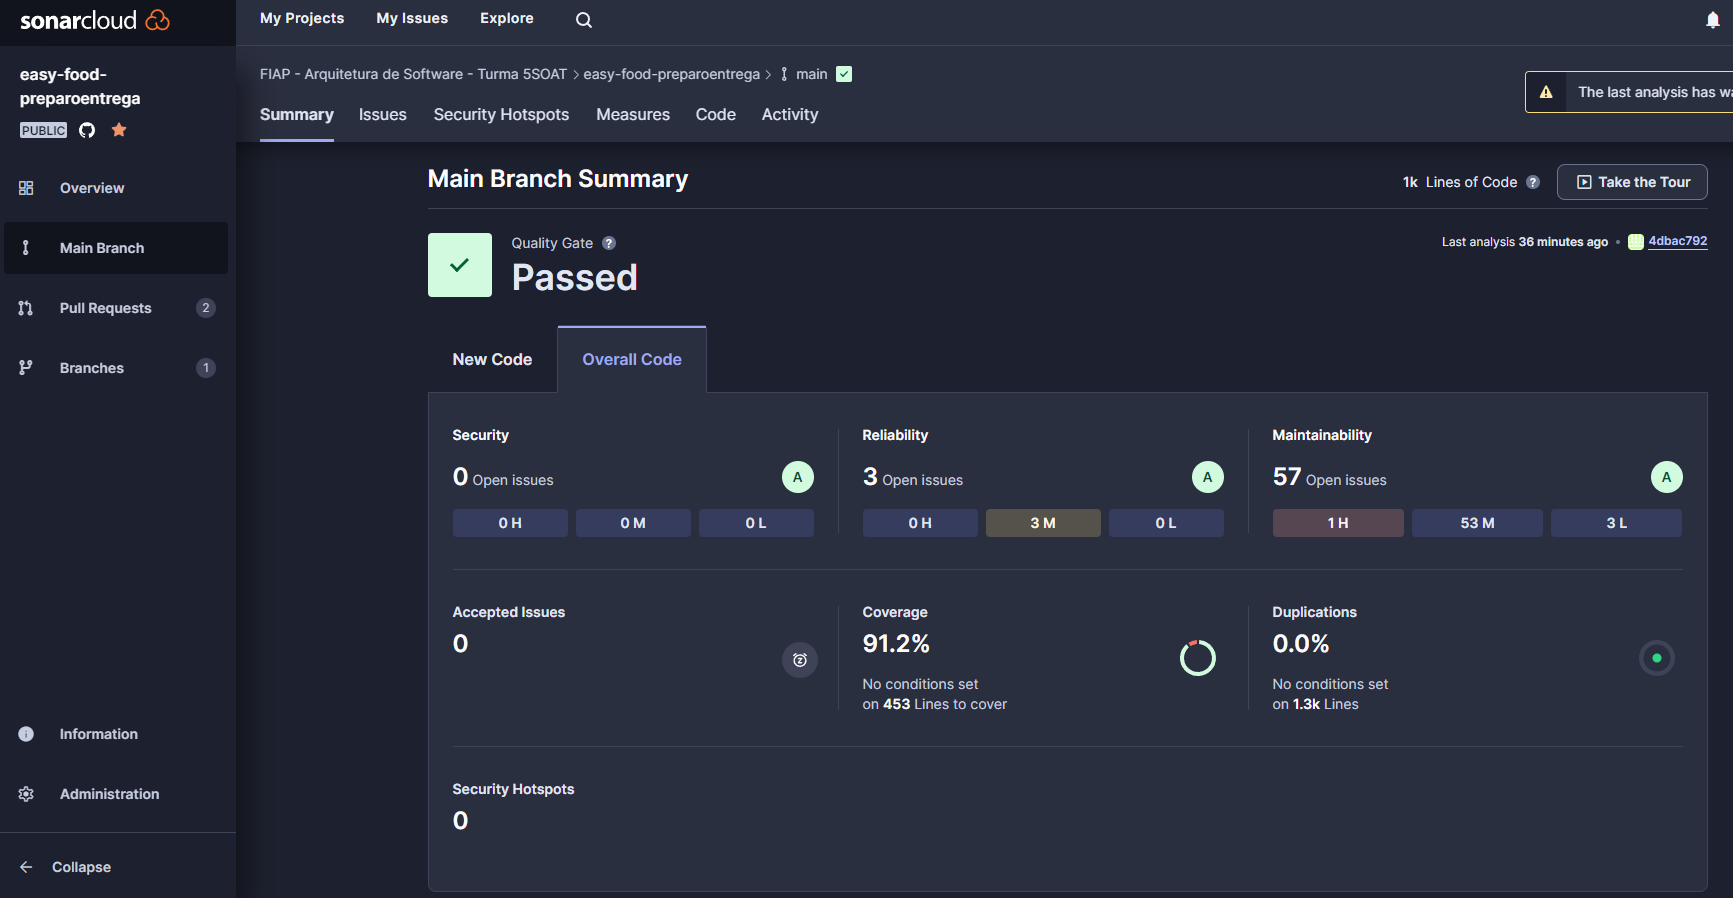 sonarcloud
My Projects My Issues Explore
easy-food-
preparoentrega
PUBLIC
FIAP - Arquitetura de Software - Turma 5SOAT > easy-food-preparoentrega > main
The last analysis has wa
Summary Issues Security Hotspots Measures Code Activity
Overview
Main Branch
Pull Requests 2
Branches 1
Information
Administration
Collapse
Main Branch Summary
1k Lines of Code ?
Take the Tour
Quality Gate ?
Passed
Last analysis 36 minutes ago • 4dbac792
New Code Overall Code
Security
0 Open issues A
0 H 0 M 0 L
Reliability
3 Open issues A
0 H 3 M 0 L
Maintainability
57 Open issues A
1 H 53 M 3 L
Accepted Issues
0
Coverage
91.2%
No conditions set
on 453 Lines to cover
Duplications
0.0%
No conditions set
on 1.3k Lines
Security Hotspots
0